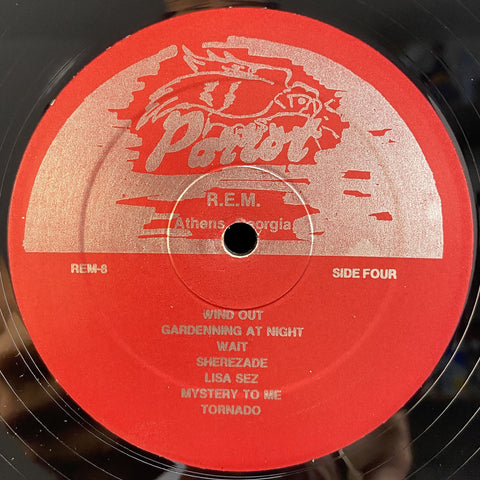 Parrot
R.E.M.
Athens, Georgia
REM-8
SIDE FOUR
WIND OUT
GARDENNING AT NIGHT
WAIT
SHEREZADE
LISA SEZ
MYSTERY TO ME
TORNADO